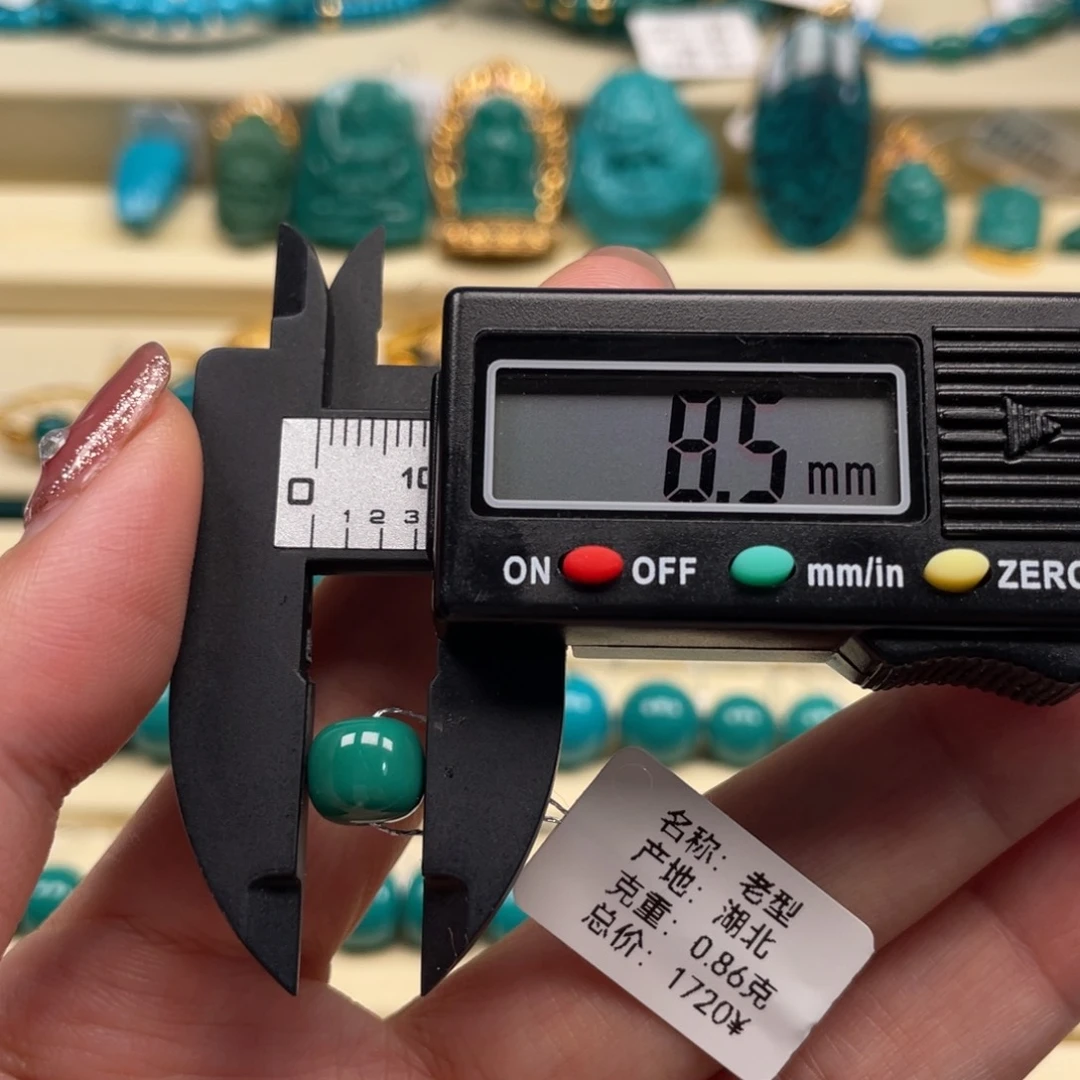 8.5 mm
0
10
1 2 3
ON OFF mm/in ZERO
名称: 老型
产地: 湖北
克重: 0.86克
总价: 1720¥